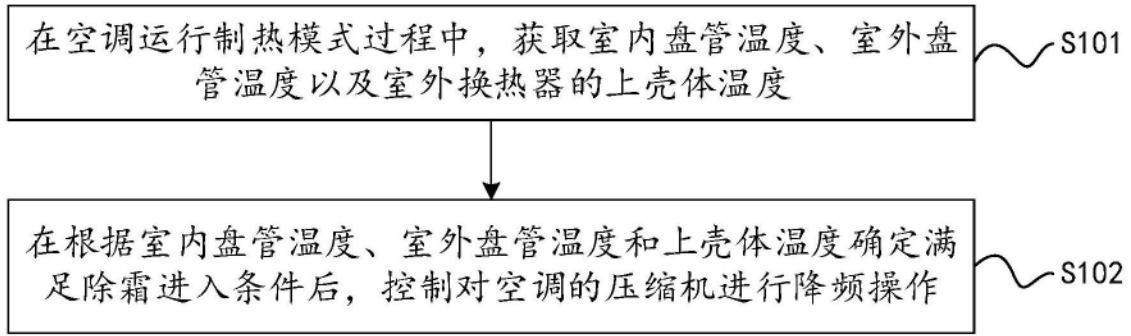 在空调运行制热模式过程中，获取室内盘管温度、室外盘
管温度以及室外换热器的上壳体温度
S101
在根据室内盘管温度、室外盘管温度和上壳体温度确定满
足除霜进入条件后，控制对空调的压缩机进行降频操作
S102